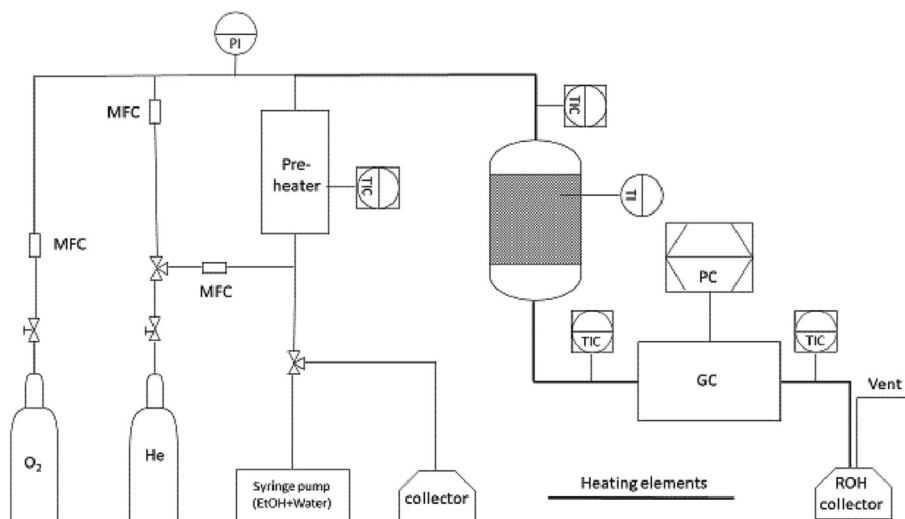 PI
MFC
TIC
Pre-
heater
TIC
TI
MFC
MFC
PC
TIC
TIC
GC
Vent
O₂
He
Syringe pump
(EtOH+Water)
collector
Heating elements
ROH
collector